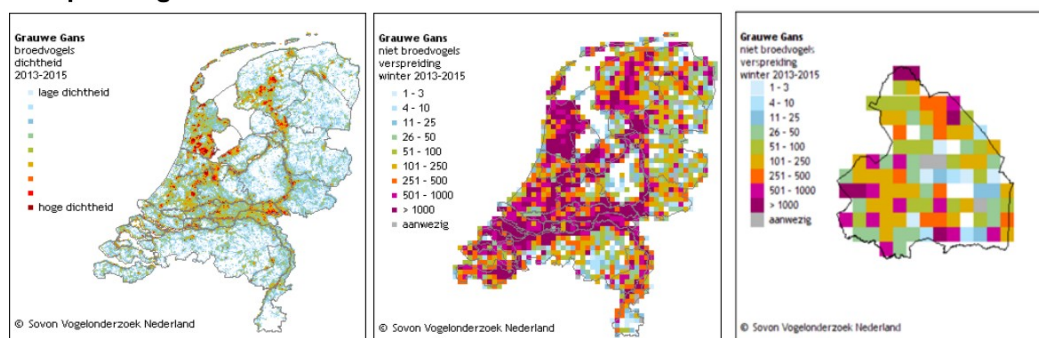 Grauwe Gans
broedvogels
dichtheid
2013-2015
lage dichtheid
hoge dichtheid
© Sovon Vogelonderzoek Nederland
Grauwe Gans
niet broedvogels
verspreiding
winter 2013-2015
1 - 3
4 - 10
11 - 25
26 - 50
51 - 100
101 - 250
251 - 500
501 - 1000
> 1000
aanwezig
© Sovon Vogelonderzoek Nederland
Grauwe Gans
niet broedvogels
verspreiding
winter 2013-2015
1 - 3
4 - 10
11 - 25
26 - 50
51 - 100
101 - 250
251 - 500
501 - 1000
> 1000
aanwezig
© Sovon Vogelonderzoek Nederland